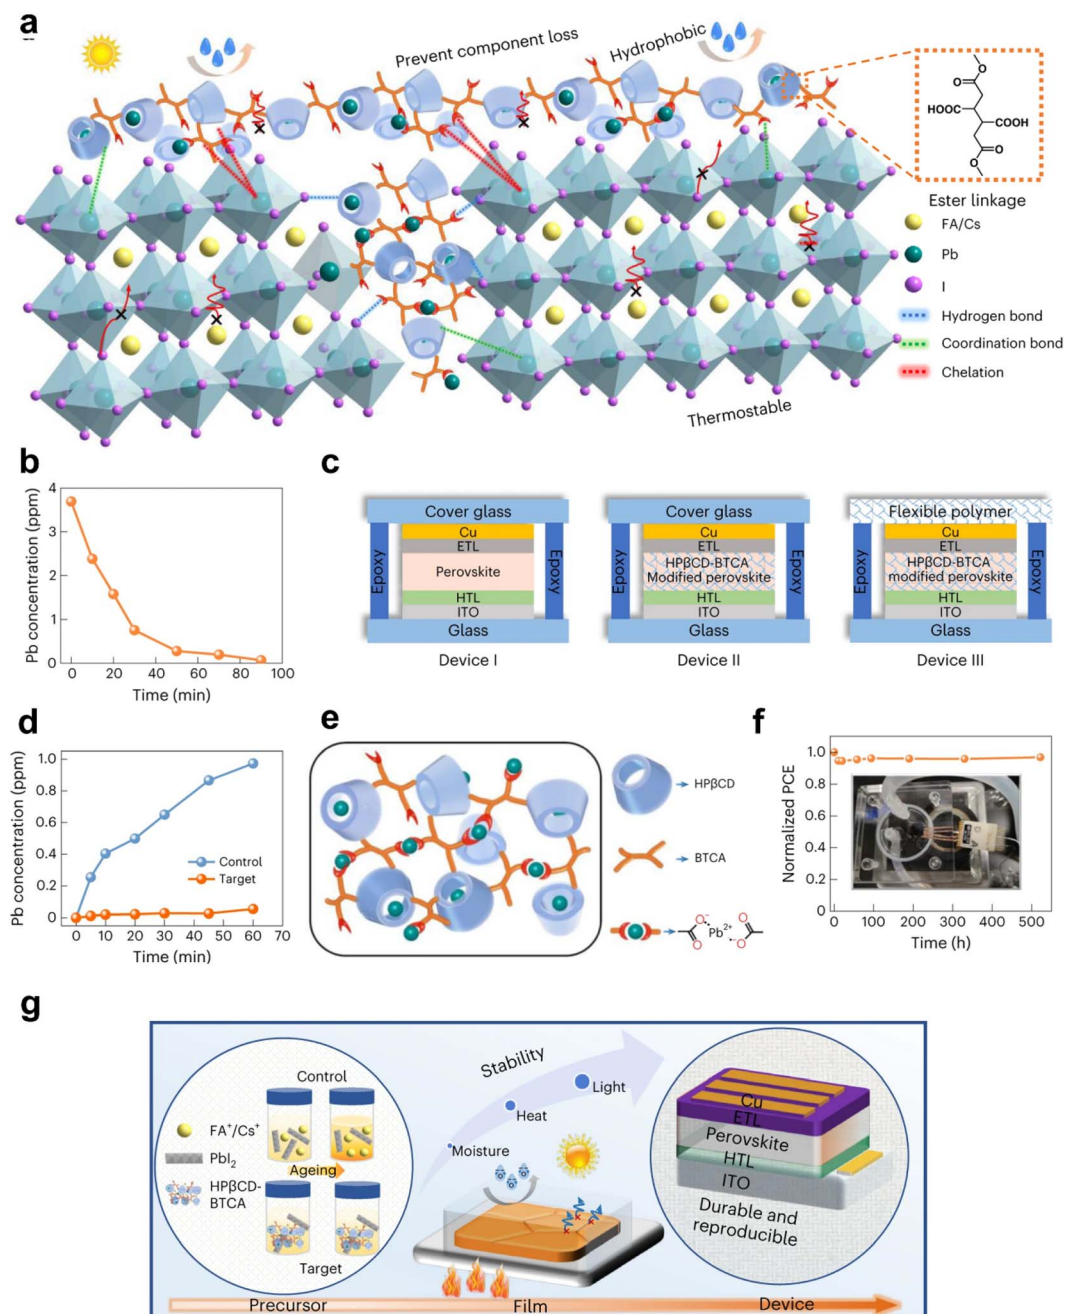 a
Prevent component loss
Hydrophobic
HOOC
COOH
O
O
O
O
Ester linkage
FA/Cs
Pb
I
Hydrogen bond
Coordination bond
Chelation
Thermostable
b
Pb concentration (ppm)
4
3
2
1
0
0 20 40 60 80 100
Time (min)
c
Cover glass
Cu
ETL
Perovskite
HTL
ITO
Glass
Epoxy
Epoxy
Device I
Cover glass
Cu
ETL
HPβCD-BTCA
Modified perovskite
HTL
ITO
Glass
Epoxy
Epoxy
Device II
Flexible polymer
Cu
ETL
HPβCD-BTCA
modified perovskite
HTL
ITO
Glass
Epoxy
Epoxy
Device III
d
Pb concentration (ppm)
1.0
0.8
0.6
0.4
0.2
0
Control
Target
0 10 20 30 40 50 60 70
Time (min)
e
HPβCD
BTCA
O⁻ Pb²⁺ O
O O
f
Normalized PCE
1.0
0.8
0.6
0.4
0.2
0
0 100 200 300 400 500
Time (h)
g
Control
FA⁺/Cs⁺
PbI₂
HPβCD-
BTCA
Ageing
Target
Stability
Light
Heat
Moisture
Cu
ETL
Perovskite
HTL
ITO
Durable and
reproducible
Precursor
Film
Device